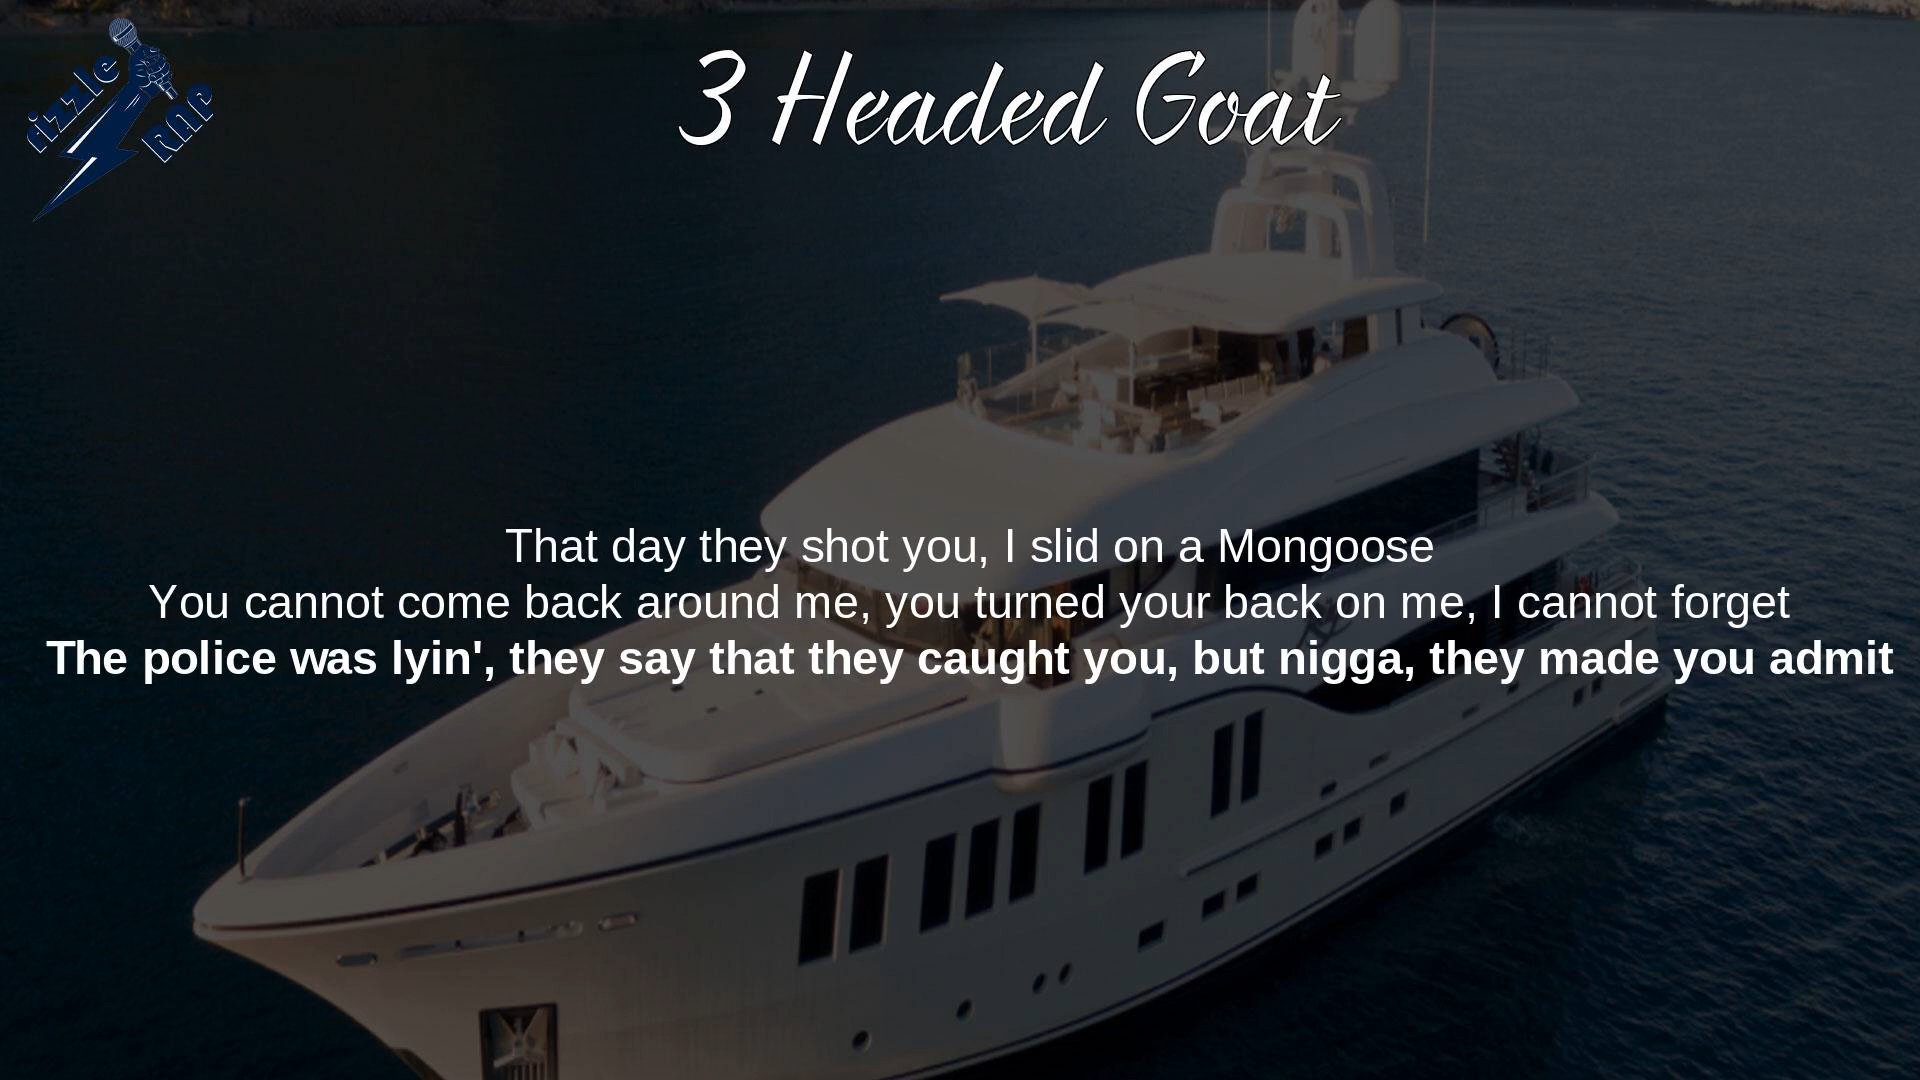 rizzle
RAP
3 Headed Goat
That day they shot you, I slid on a Mongoose
You cannot come back around me, you turned your back on me, I cannot forget
The police was lyin', they say that they caught you, but nigga, they made you admit